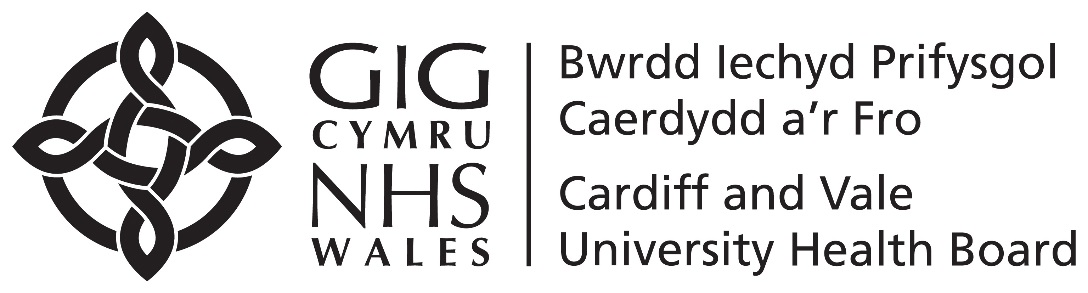 GIG
CYMRU
NHS
WALES
Bwrdd Iechyd Prifysgol
Caerdydd a'r Fro
Cardiff and Vale
University Health Board